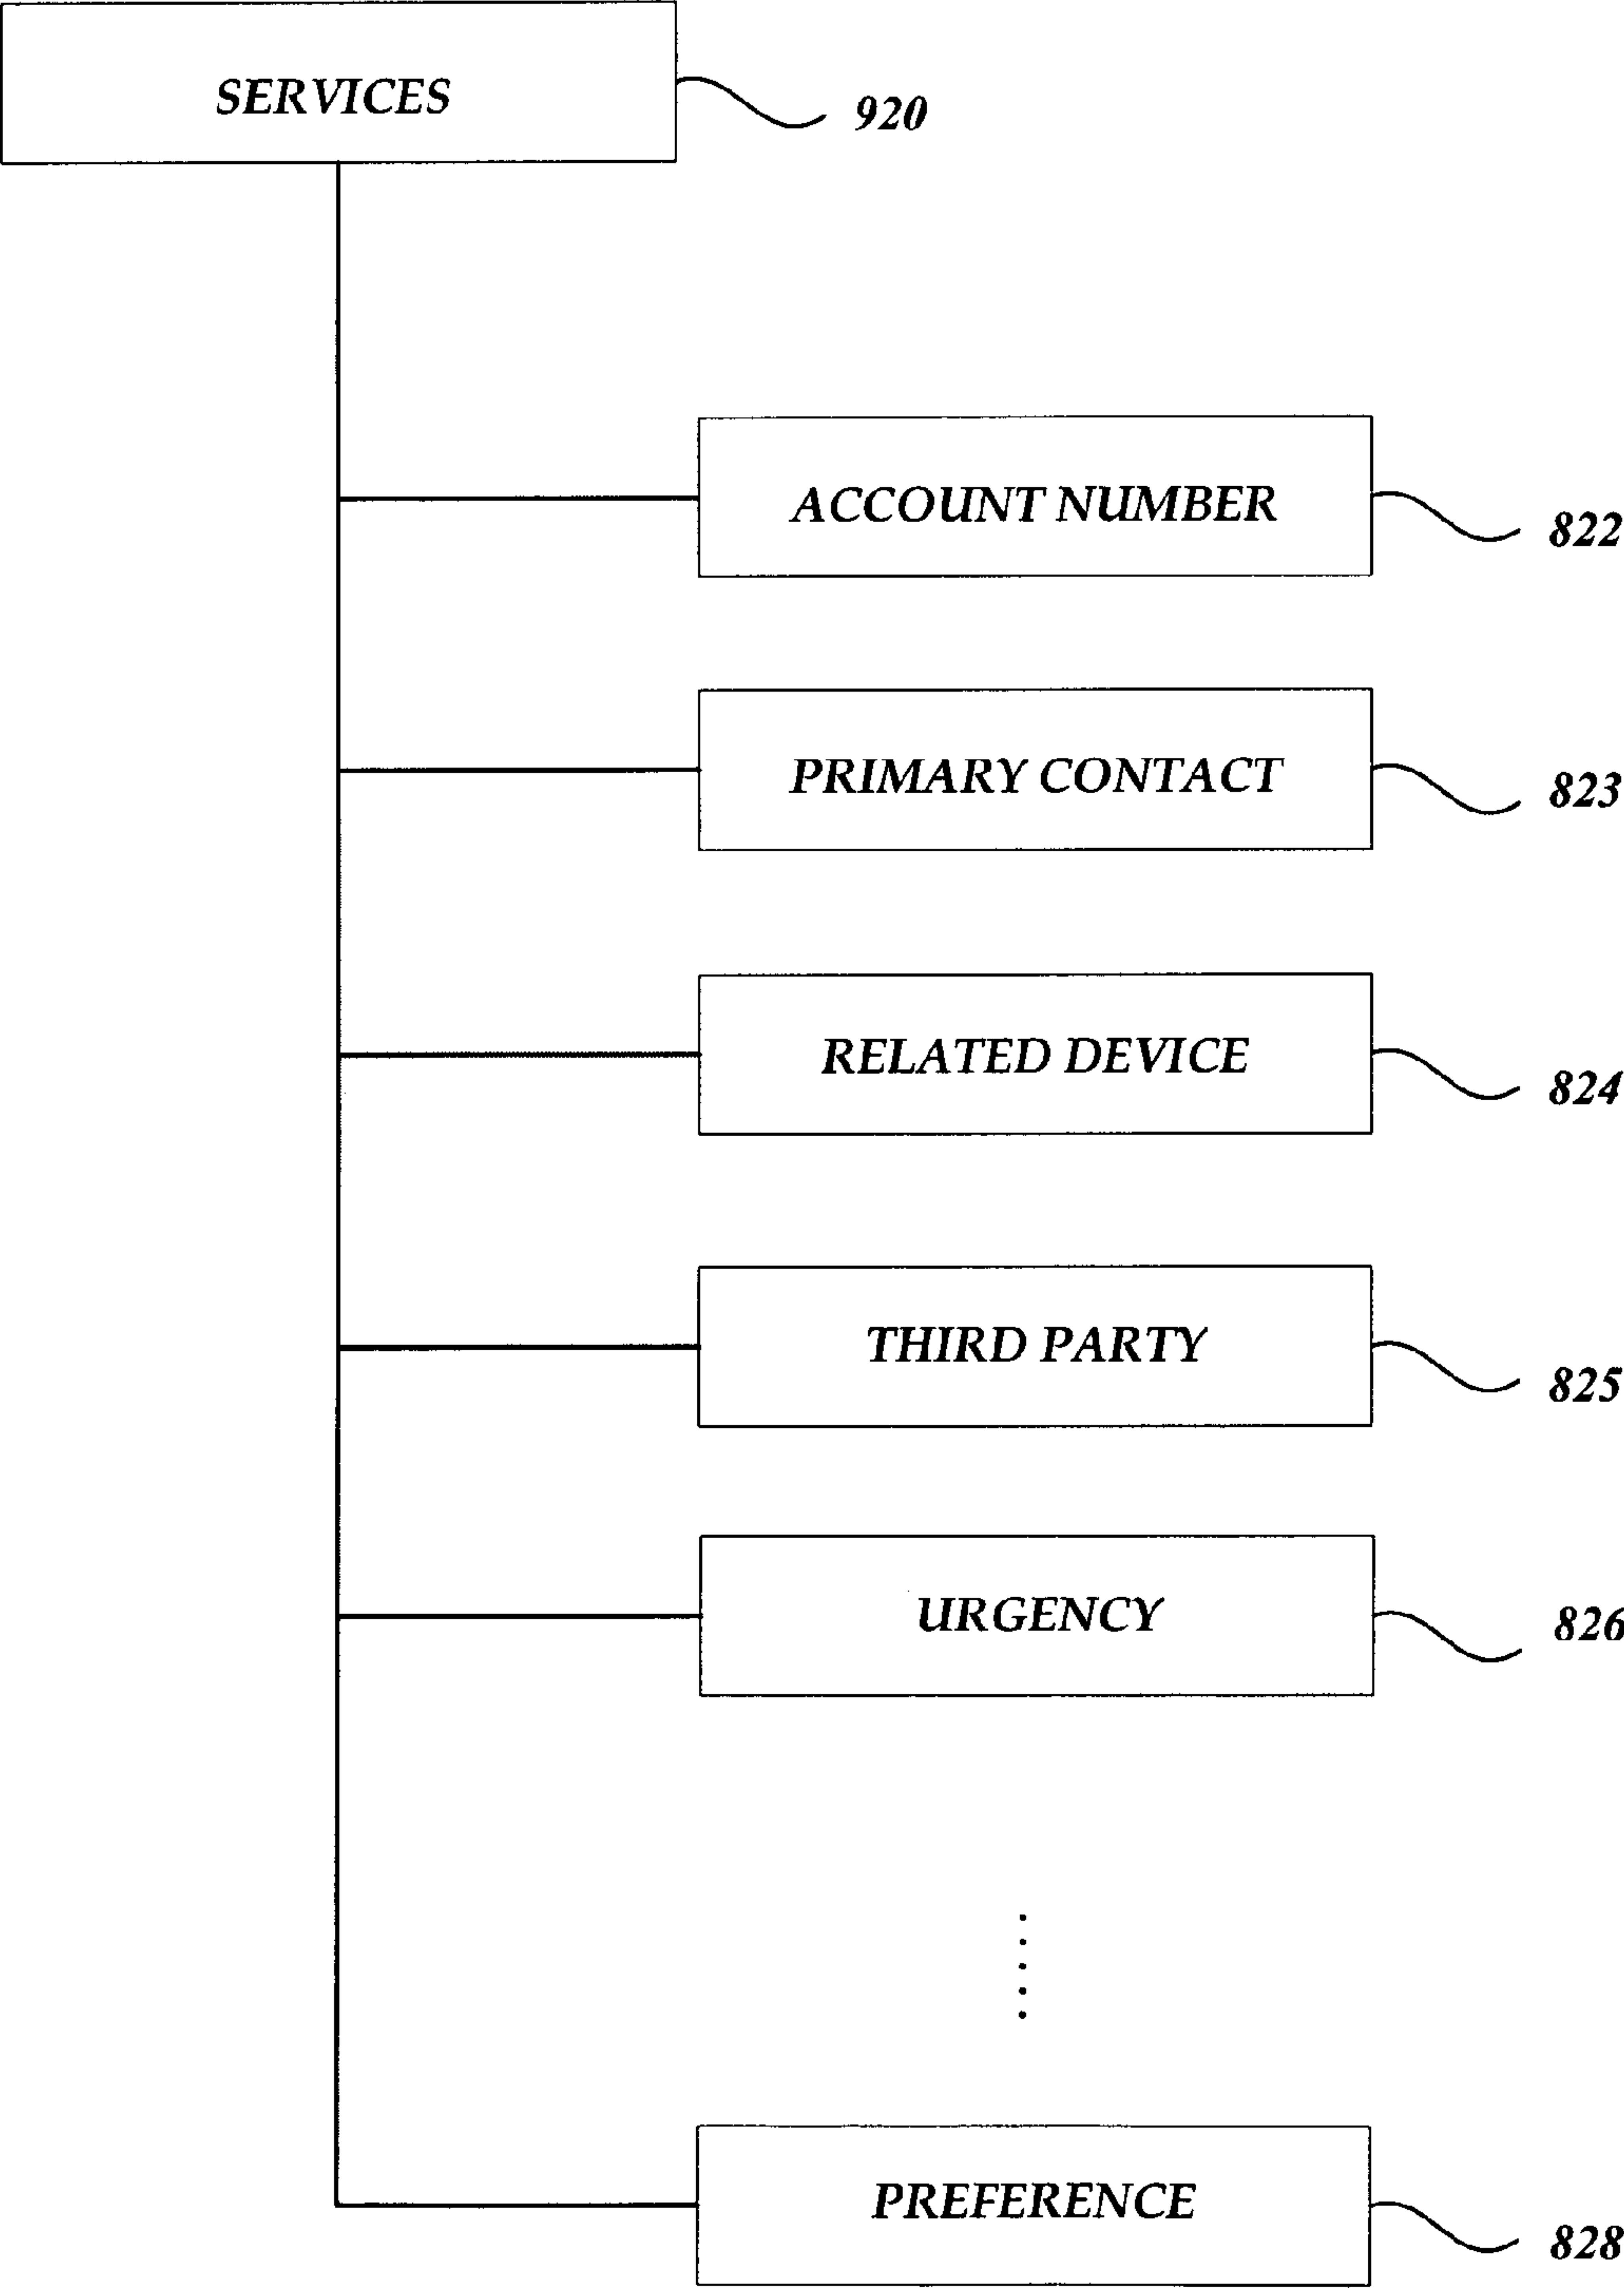 SERVICES
920
ACCOUNT NUMBER
822
PRIMARY CONTACT
823
RELATED DEVICE
824
THIRD PARTY
825
URGENCY
826
PREFERENCE
828